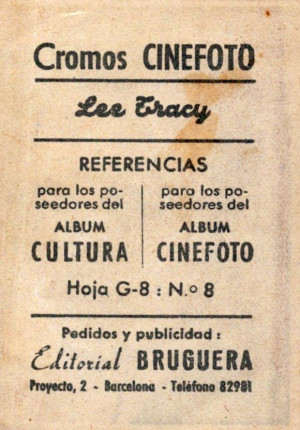 Cromos CINEFOTO
Lee Tracy
REFERENCIAS
para los po-
seedores del
ALBUM
CULTURA
para los po-
seedores del
ALBUM
CINEFOTO
Hoja G-8 : N.o 8
Pedidos y publicidad :
Editorial BRUGUERA
Proyecto, 2 - Barcelona - Teléfono 82981